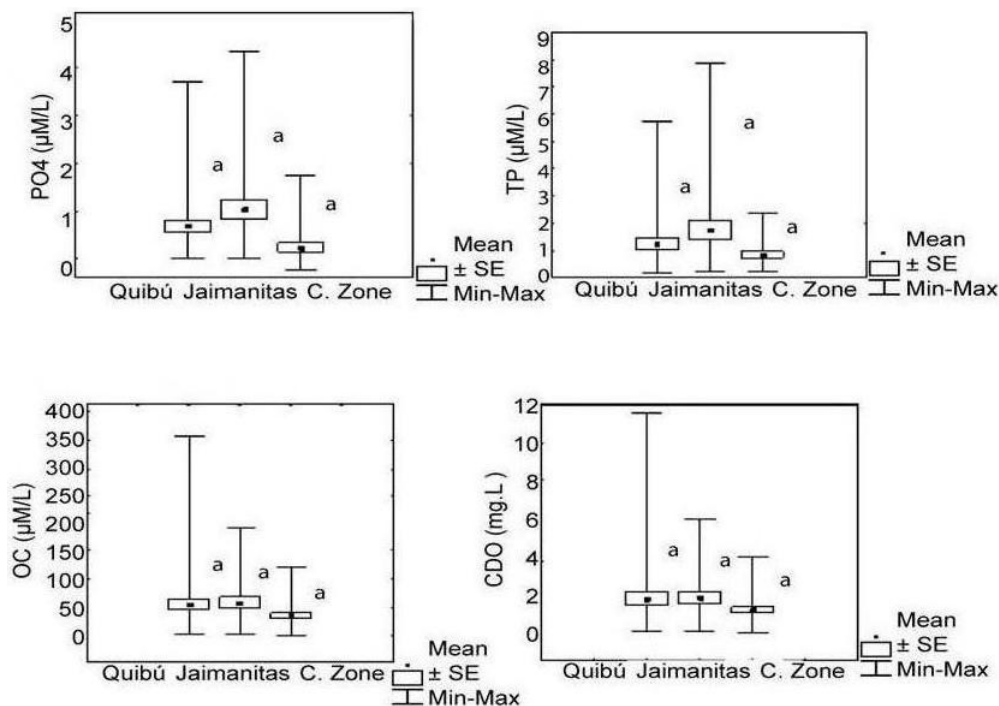 5
4
3
2
1
0
PO4 (µM/L)
a
a
a
Quibú Jaimanitas C. Zone
Mean
± SE
Min-Max
9
8
7
6
5
4
3
2
1
0
TP (µM/L)
a
a
a
Quibú Jaimanitas C. Zone
Mean
± SE
Min-Max
400
350
300
250
200
150
100
50
0
OC (µM/L)
a
a
a
Quibú Jaimanitas C. Zone
Mean
± SE
Min-Max
12
10
8
6
4
2
0
CDO (mg.L)
a
a
a
Quibú Jaimanitas C. Zone
Mean
± SE
Min-Max